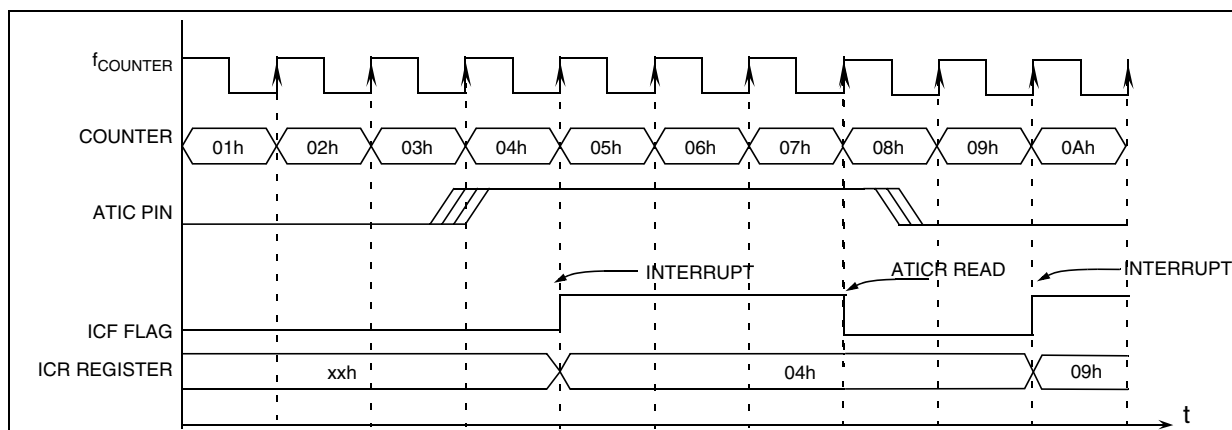 fCOUNTER
COUNTER 01h 02h 03h 04h 05h 06h 07h 08h 09h 0Ah
ATIC PIN
INTERRUPT ATICR READ INTERRUPT
ICF FLAG
ICR REGISTER xxh 04h 09h
t